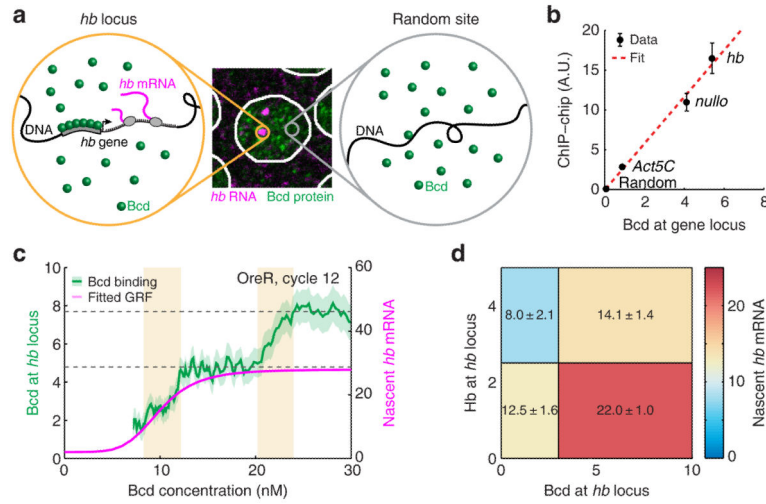 a
hb locus
Random site
hb mRNA
DNA
hb gene
Bcd
hb RNA
Bcd protein
DNA
Bcd
b
ChIP–chip (A.U.)
20
15
10
5
0
Data
Fit
hb
nullo
Act5C
Random
0 2 4 6 8
Bcd at gene locus
c
Bcd at hb locus
10
8
6
4
2
0
Bcd binding
Fitted GRF
OreR, cycle 12
60
40
20
0
Nascent hb mRNA
0 10 20 30
Bcd concentration (nM)
d
Hb at hb locus
4
2
0
8.0 ± 2.1
14.1 ± 1.4
12.5 ± 1.6
22.0 ± 1.0
0 5 10
Bcd at hb locus
20
10
0
Nascent hb mRNA